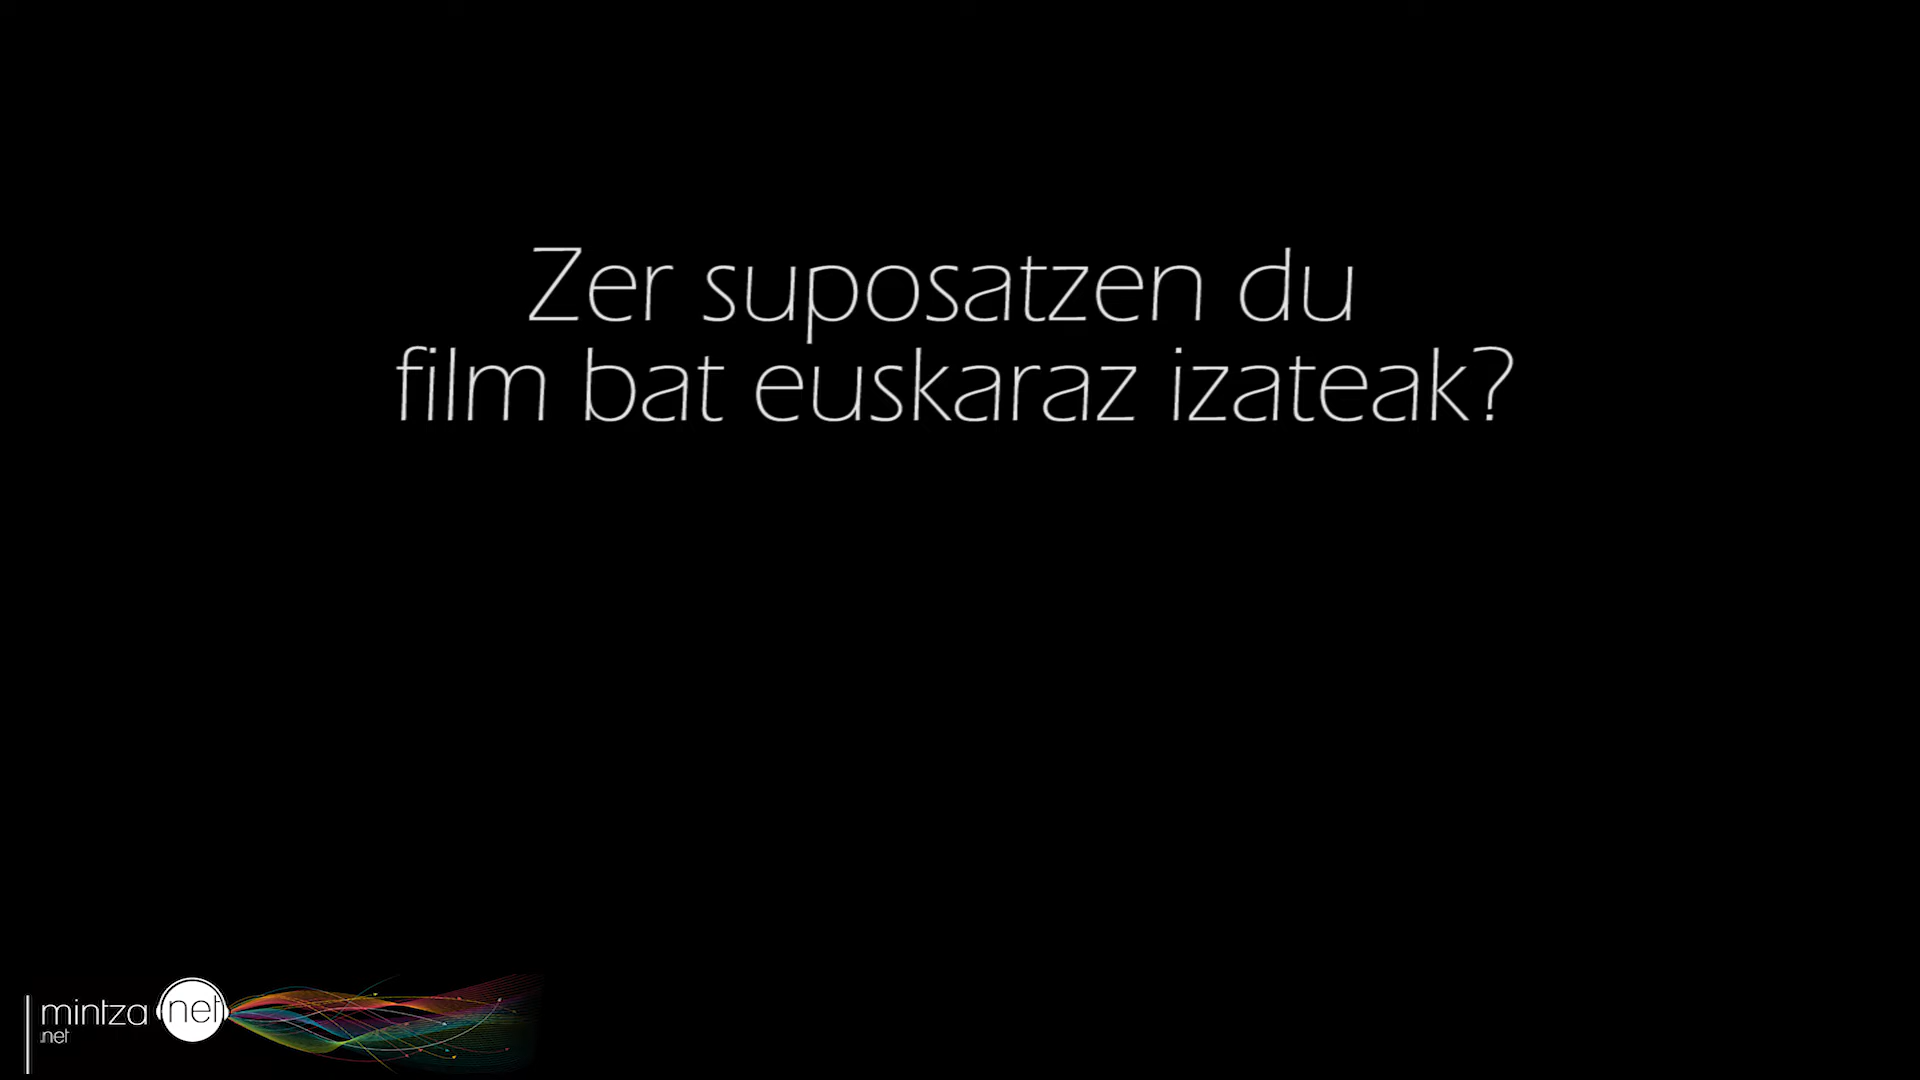 Zer suposatzen du
film bat euskaraz izateak?
mintza net
.net